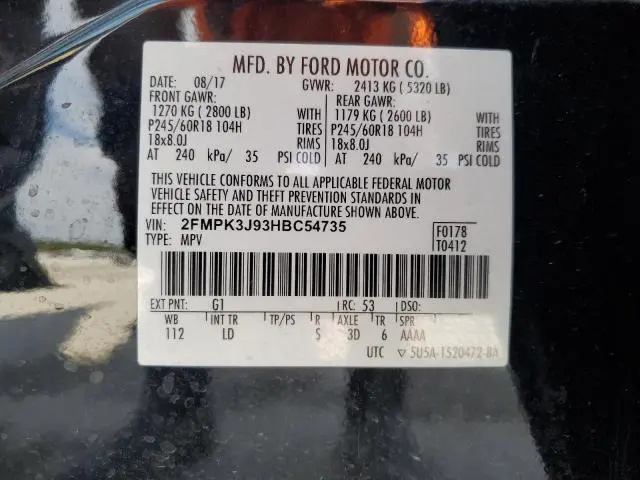 MFD. BY FORD MOTOR CO.
DATE: 08/17 GVWR: 2413 KG ( 5320 LB)
FRONT GAWR: REAR GAWR:
1270 KG ( 2800 LB) WITH 1179 KG ( 2600 LB) WITH
P245/60R18 104H TIRES P245/60R18 104H TIRES
18x8.0J RIMS 18x8.0J RIMS
AT 240 kPa/ 35 PSI COLD AT 240 kPa/ 35 PSI COLD
THIS VEHICLE CONFORMS TO ALL APPLICABLE FEDERAL MOTOR
VEHICLE SAFETY AND THEFT PREVENTION STANDARDS IN
EFFECT ON THE DATE OF MANUFACTURE SHOWN ABOVE.
VIN: 2FMPK3J93HBC54735 F0178
TYPE: MPV T0412
EXT PNT: G1 RC: 53 DSO:
WB INT TR TP/PS R AXLE TR SPR
112 LD S 3D 6 AAAA
UTC ▽ 5U5A-1520472-BA